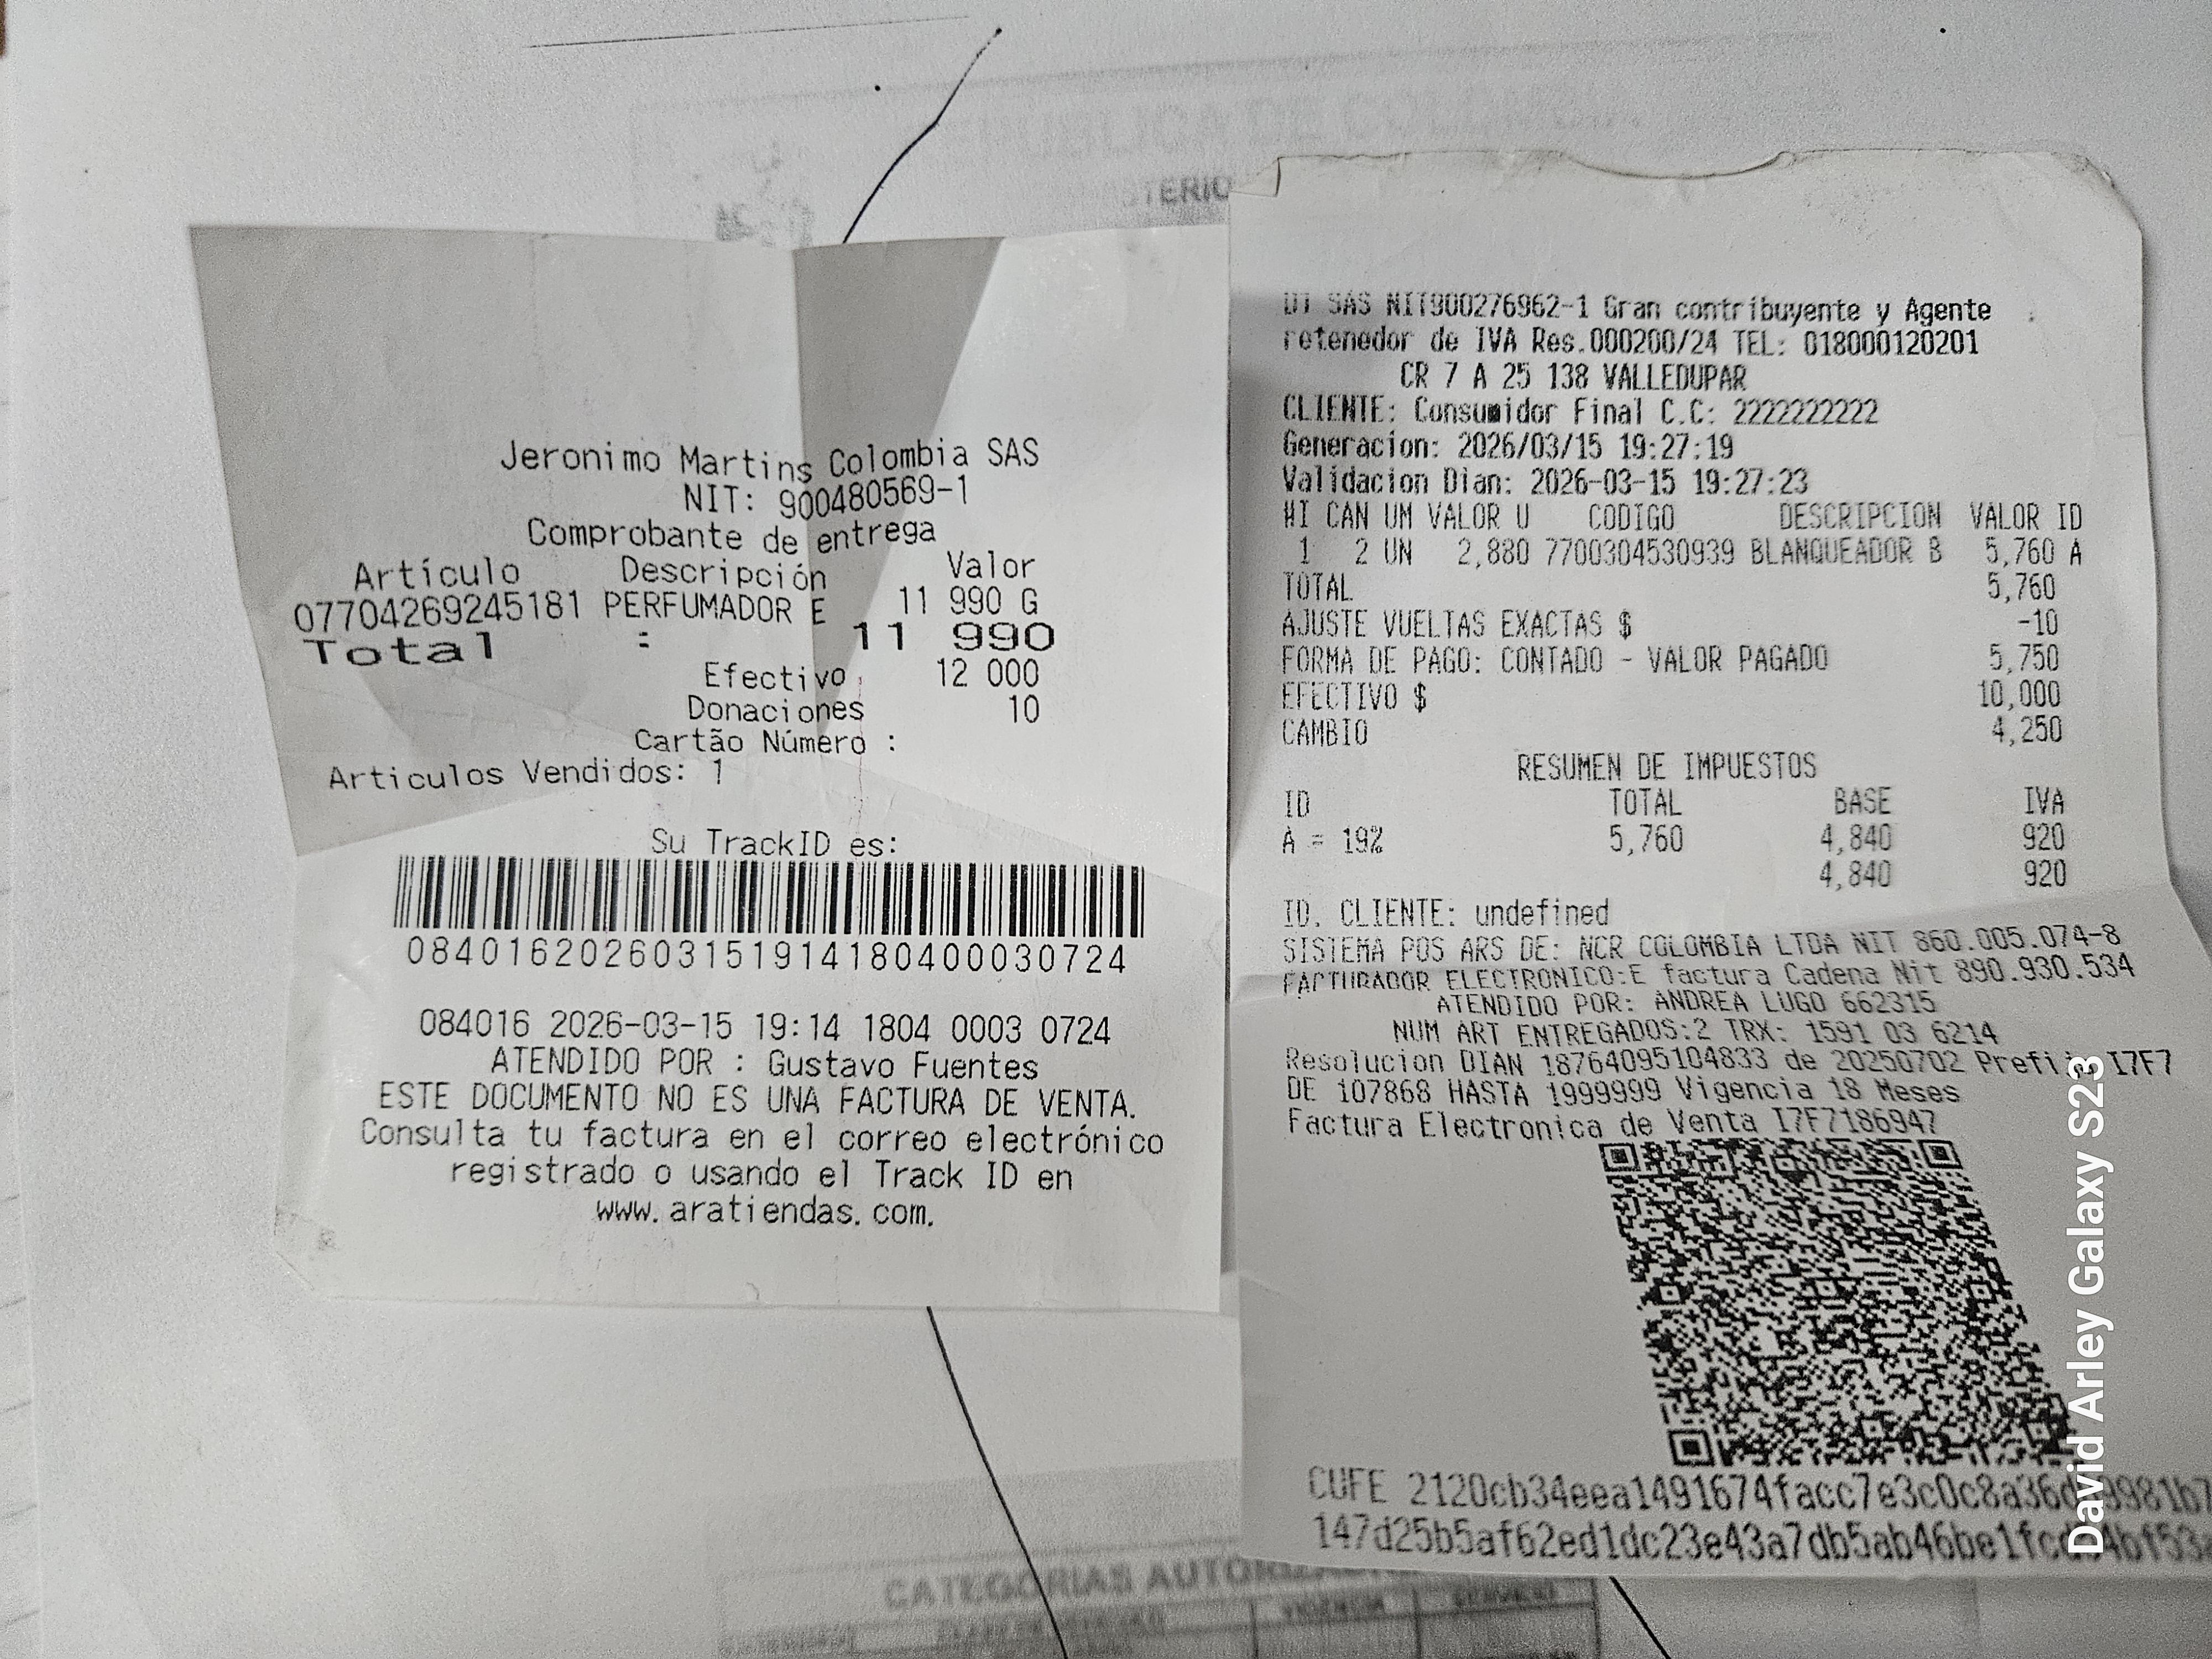 Jeronimo Martins Colombia SAS
NIT: 900480569-1
Comprobante de entrega
Artículo Descripción Valor
07704269245181 PERFUMADOR E 11 990 G
Total : 11 990
Efectivo 12 000
Donaciones 10
Cartão Número :
Articulos Vendidos: 1
Su TrackID es:
084016202603151914180400030724
084016 2026-03-15 19:14 1804 0003 0724
ATENDIDO POR : Gustavo Fuentes
ESTE DOCUMENTO NO ES UNA FACTURA DE VENTA.
Consulta tu factura en el correo electrónico
registrado o usando el Track ID en
www.aratiendas.com.
SAS NIT900276962-1 Gran contribuyente y Agente
retenedor de IVA Res.000200/24 TEL: 018000120201
CR 7 A 25 138 VALLEDUPAR
CLIENTE: Consumidor Final C.C: 2222222222
Generacion: 2026/03/15 19:27:19
Validacion Dian: 2026-03-15 19:27:23
CAN UM VALOR U CODIGO DESCRIPCION VALOR ID
1 2 UN 2,880 7700304530939 BLANQUEADOR B 5,760 A
TOTAL 5,760
AJUSTE VUELTAS EXACTAS $ -10
FORMA DE PAGO: CONTADO - VALOR PAGADO 5,750
EFECTIVO $ 10,000
CAMBIO 4,250
RESUMEN DE IMPUESTOS
ID TOTAL BASE IVA
A = 19% 5,760 4,840 920
4,840 920
ID. CLIENTE: undefined
SISTEMA POS ARS DE: NCR COLOMBIA LTDA NIT 860.005.074-8
FACTURADOR ELECTRONICO:E factura Cadena Nit 890.930.534
ATENDIDO POR: ANDREA LUGO 662315
NUM ART ENTREGADOS:2 TRX: 1591 03 6214
Resolucion DIAN 18764095104833 de 20250702 I7F7
DE 107868 HASTA 1999999 Vigencia 18 Meses
Factura Electronica de Venta I7F7186947
CUFE
CATEGORIAS
David Arley Galaxy S23